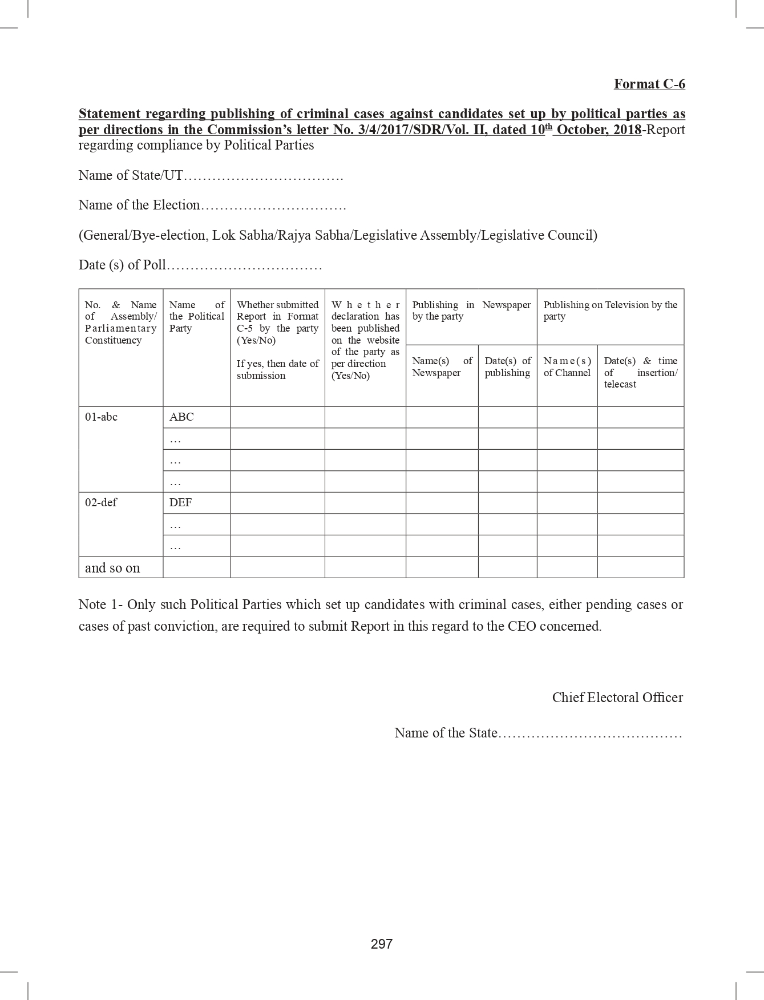 Format C-6
Statement regarding publishing of criminal cases against candidates set up by political parties as
per directions in the Commission’s letter No. 3/4/2017/SDR/Vol. II, dated 10th October, 2018-Report
regarding compliance by Political Parties
Name of State/UT…………………………….
Name of the Election………………………….
(General/Bye-election, Lok Sabha/Rajya Sabha/Legislative Assembly/Legislative Council)
Date (s) of Poll……………………………
No. & Name
of Assembly/
Parliamentary
Constituency
Name of
the Political
Party
Whether submitted
Report in Format
C-5 by the party
(Yes/No)
If yes, then date of
submission
Whether
declaration has
been published
on the website
of the party as
per direction
(Yes/No)
Publishing in Newspaper
by the party
Publishing on Television by the
party
Name(s) of
Newspaper
Date(s) of
publishing
Name(s)
of Channel
Date(s) & time
of insertion/
telecast
01-abc
ABC
…
…
…
02-def
DEF
…
…
and so on
Note 1- Only such Political Parties which set up candidates with criminal cases, either pending cases or
cases of past conviction, are required to submit Report in this regard to the CEO concerned.
Chief Electoral Officer
Name of the State…………………………………
297